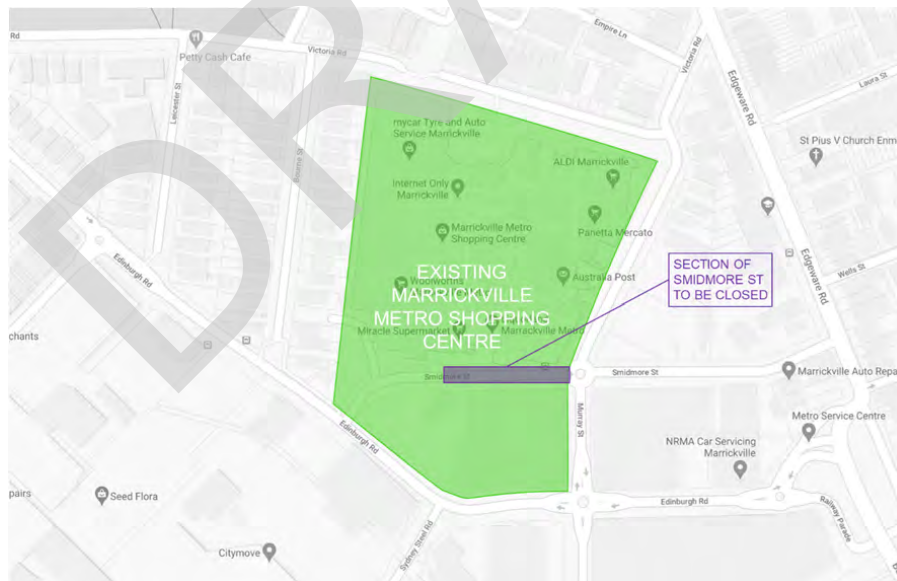 Rd
Petty Cash Cafe
Victoria Rd
Empire Ln
Victoria Rd
Edgeware Rd
Laura St
Leicester St
mycar Tyre and Auto
Service Marrickville
St Pius V Church Enm
ALDI Marrickville
Internet Only
Marrickville
Panetta Mercato
Marrickville Metro
Shopping Centre
Edinburgh Rd
Australia Post
SECTION OF
SMIDMORE ST
TO BE CLOSED
Wells St
Edgeware Rd
EXISTING
MARRICKVILLE
METRO SHOPPING
CENTRE
Woolworths
Miracle Supermarket
Marrickville Metro
chants
Smidmore St
Smidmore St
Marrickville Auto Repa
Murray St
Edinburgh Rd
Metro Service Centre
NRMA Car Servicing
Marrickville
pairs
Seed Flora
Edinburgh Rd
Railway Parade
Sydney Steel Rd
Citymove
DRA